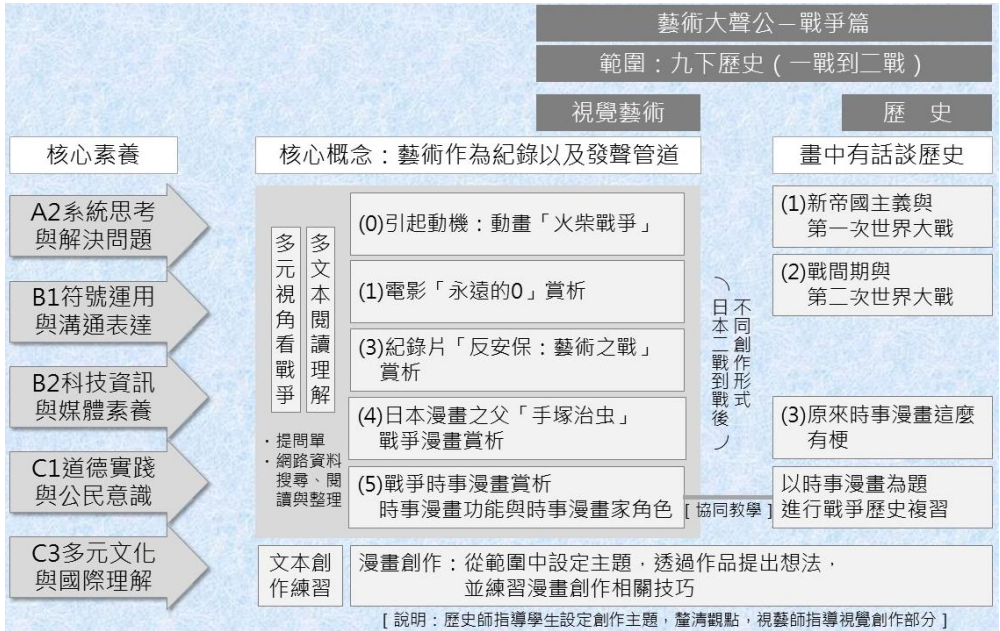 藝術大聲公－戰爭篇
範圍：九下歷史（一戰到二戰）
視覺藝術
歷 史
核心素養
核心概念：藝術作為紀錄以及發聲管道
畫中有話談歷史
A2系統思考
與解決問題
B1符號運用
與溝通表達
B2科技資訊
與媒體素養
C1道德實踐
與公民意識
C3多元文化
與國際理解
多元視角看戰爭
多文本閱讀理解
・提問單
・網路資料
搜尋、閱
讀與整理
(0)引起動機：動畫「火柴戰爭」
(1)電影「永遠的0」賞析
(3)紀錄片「反安保：藝術之戰」
賞析
(4)日本漫畫之父「手塚治虫」
戰爭漫畫賞析
(5)戰爭時事漫畫賞析
時事漫畫功能與時事漫畫家角色
不同創作形式
（日本二戰到戰後）
(1)新帝國主義與
第一次世界大戰
(2)戰間期與
第二次世界大戰
(3)原來時事漫畫這麼
有梗
[ 協同教學 ]
以時事漫畫為題
進行戰爭歷史複習
文本創
作練習
漫畫創作：從範圍中設定主題，透過作品提出想法，
並練習漫畫創作相關技巧
[ 說明：歷史師指導學生設定創作主題，釐清觀點，視藝師指導視覺創作部分 ]